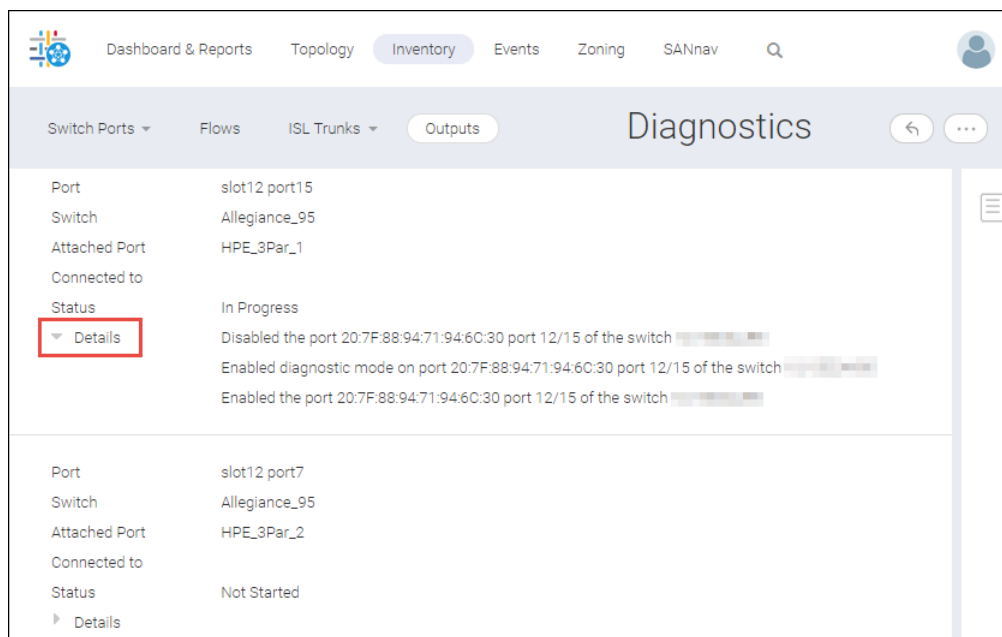 Dashboard & Reports Topology Inventory Events Zoning SANnav
Switch Ports Flows ISL Trunks Outputs Diagnostics
Port slot12 port15
Switch Allegiance_95
Attached Port HPE_3Par_1
Connected to
Status In Progress
Details Disabled the port 20:7F:88:94:71:94:6C:30 port 12/15 of the switch
Enabled diagnostic mode on port 20:7F:88:94:71:94:6C:30 port 12/15 of the switch
Enabled the port 20:7F:88:94:71:94:6C:30 port 12/15 of the switch
Port slot12 port7
Switch Allegiance_95
Attached Port HPE_3Par_2
Connected to
Status Not Started
Details